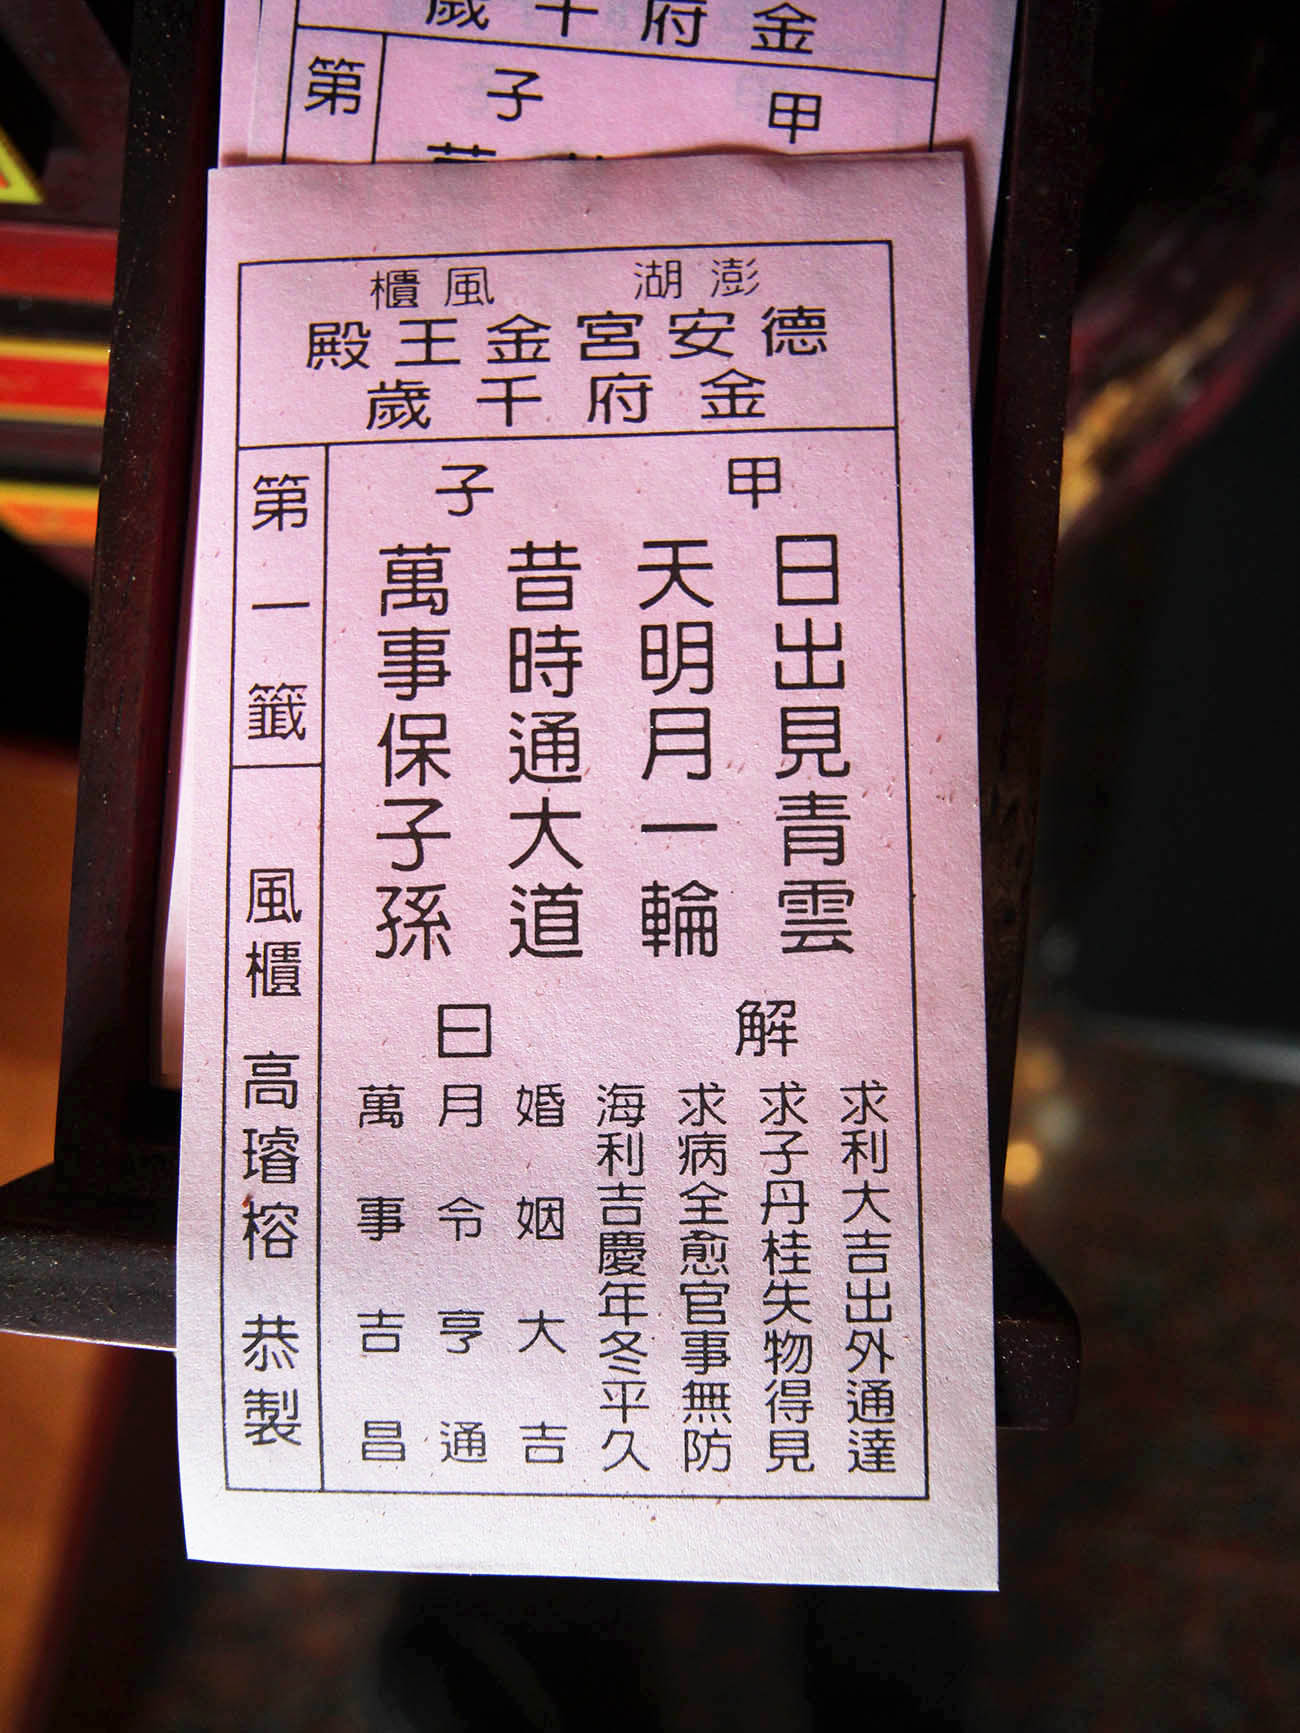 歲千府金
第
子 甲
澎湖 風櫃
德安宮金王殿
金府千歲
甲子
日出見青雲
天明月一輪
昔時通大道
萬事保子孫
解曰
求利大吉出外通達
求子丹桂失物得見
求病全愈官事無防
海利吉慶年冬平久
婚姻大吉
月令亨通
萬事吉昌
第一籤
風櫃 高璿榕 恭製